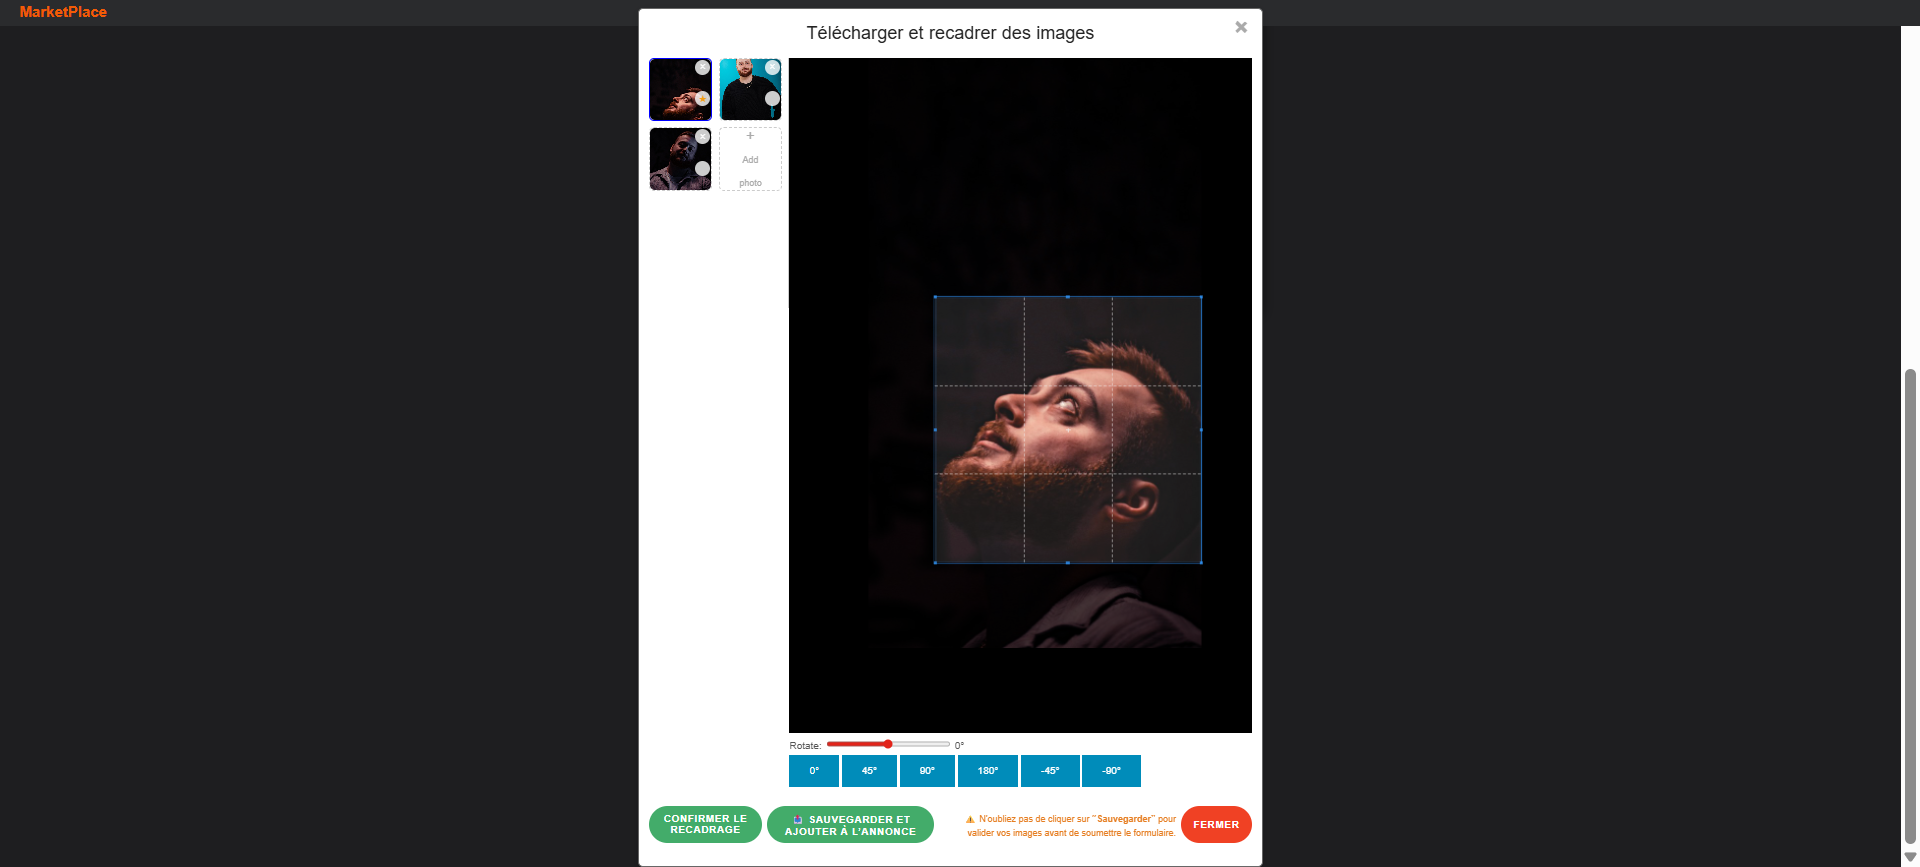 MarketPlace
Télécharger et recadrer des images
+
Add
photo
Rotate: 0°
0° 45° 90° 180° -45° -90°
CONFIRMER LE
RECADRAGE
SAUVEGARDER ET
AJOUTER À L'ANNONCE
N'oubliez pas de cliquer sur "Sauvegarder" pour
valider vos images avant de soumettre le formulaire.
FERMER